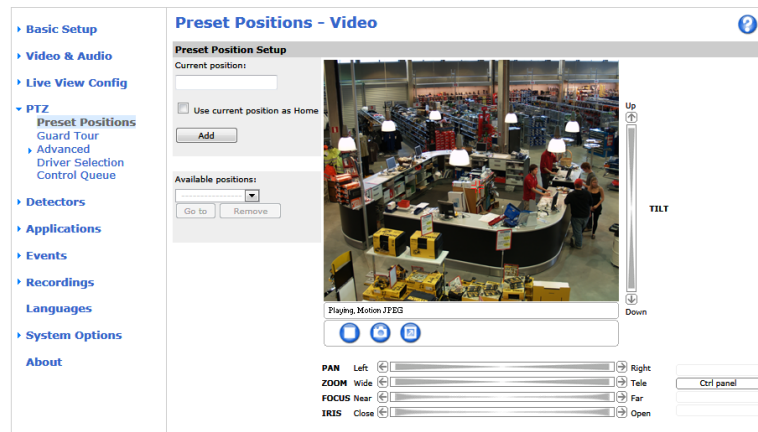 Preset Positions - Video
Basic Setup
Video & Audio
Live View Config
PTZ
Preset Positions
Guard Tour
Advanced
Driver Selection
Control Queue
Detectors
Applications
Events
Recordings
Languages
System Options
About
Preset Position Setup
Current position:
Use current position as Home
Add
Available positions:
Go to Remove
Up
TILT
Down
Playing, Motion JPEG
PAN Left Right
ZOOM Wide Tele Ctrl panel
FOCUS Near Far
IRIS Close Open